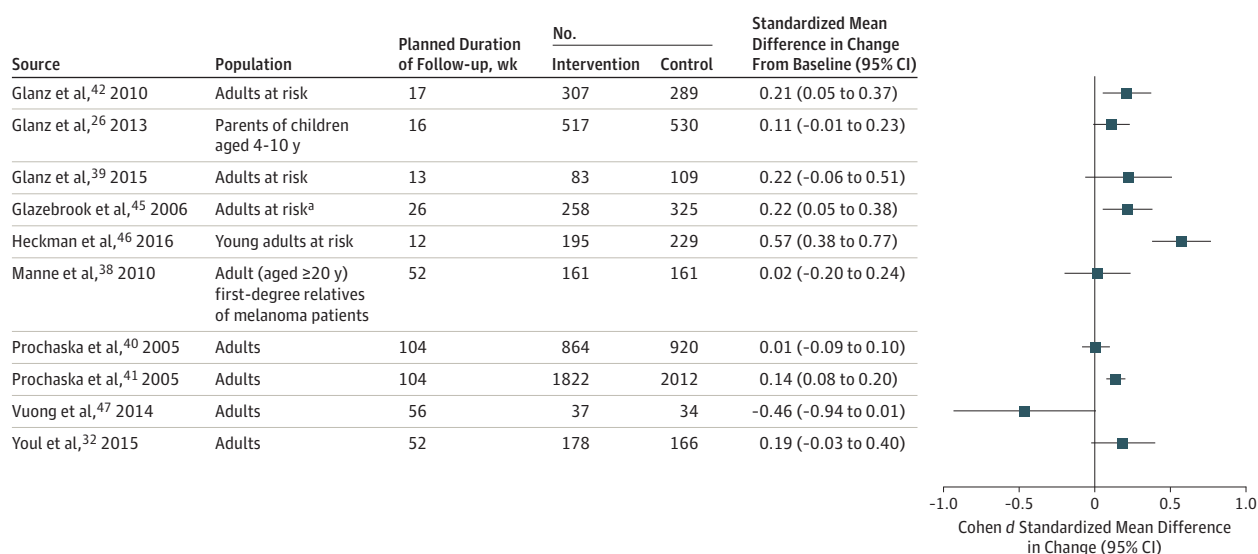 Source Population Planned Duration of Follow-up, wk No. Intervention Control Standardized Mean Difference in Change From Baseline (95% CI)
Glanz et al,42 2010 Adults at risk 17 307 289 0.21 (0.05 to 0.37)
Glanz et al,26 2013 Parents of children 16 517 530 0.11 (-0.01 to 0.23)
aged 4-10 y
Glanz et al,39 2015 Adults at risk 13 83 109 0.22 (-0.06 to 0.51)
Glazebrook et al,45 2006 Adults at riska 26 258 325 0.22 (0.05 to 0.38)
Heckman et al,46 2016 Young adults at risk 12 195 229 0.57 (0.38 to 0.77)
Manne et al,38 2010 Adult (aged ≥20 y) 52 161 161 0.02 (-0.20 to 0.24)
first-degree relatives
of melanoma patients
Prochaska et al,40 2005 Adults 104 864 920 0.01 (-0.09 to 0.10)
Prochaska et al,41 2005 Adults 104 1822 2012 0.14 (0.08 to 0.20)
Vuong et al,47 2014 Adults 56 37 34 -0.46 (-0.94 to 0.01)
Youl et al,32 2015 Adults 52 178 166 0.19 (-0.03 to 0.40)
-1.0 -0.5 0 0.5 1.0
Cohen d Standardized Mean Difference
in Change (95% CI)